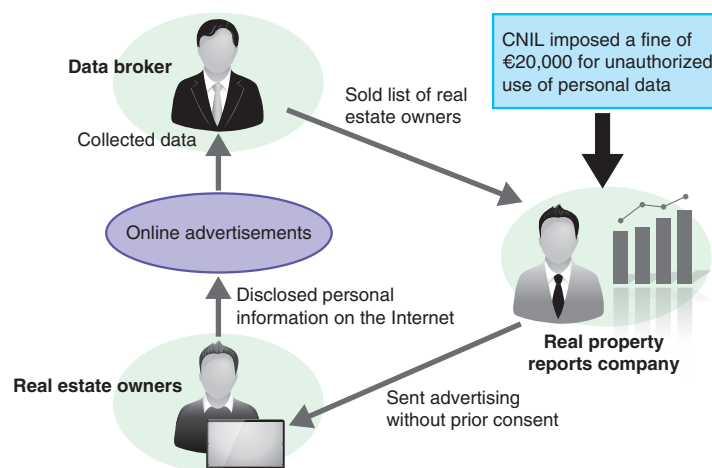 Data broker
CNIL imposed a fine of
€20,000 for unauthorized
use of personal data
Sold list of real
estate owners
Collected data
Online advertisements
Disclosed personal
information on the Internet
Real property
reports company
Real estate owners
Sent advertising
without prior consent